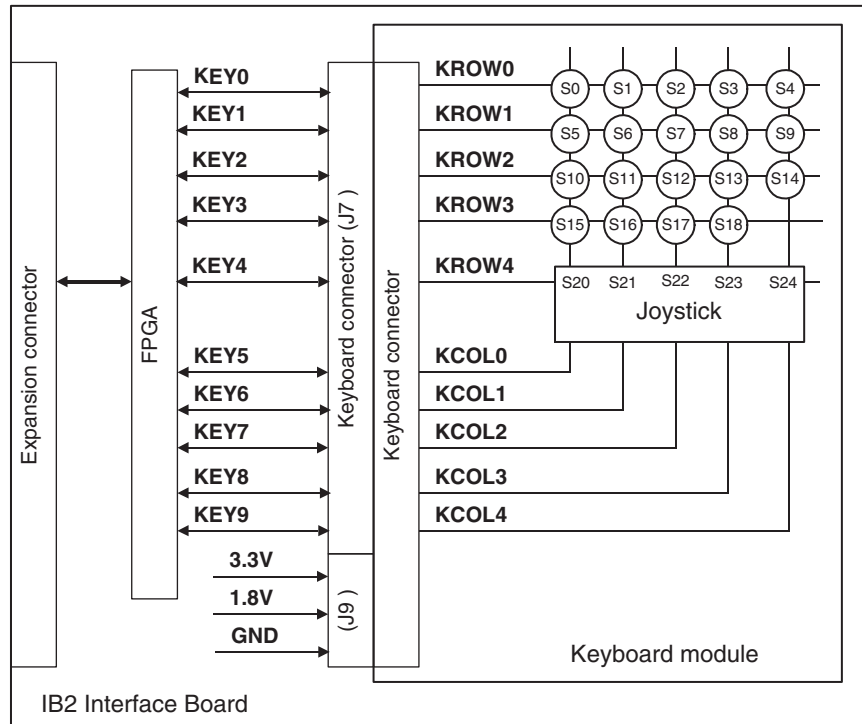 KEY0
KEY1
KEY2
KEY3
KEY4
KEY5
KEY6
KEY7
KEY8
KEY9
3.3V
1.8V
GND
Expansion connector
FPGA
Keyboard connector (J7 )
(J9 )
Keyboard connector
KROW0
KROW1
KROW2
KROW3
KROW4
KCOL0
KCOL1
KCOL2
KCOL3
KCOL4
S0 S1 S2 S3 S4
S5 S6 S7 S8 S9
S10 S11 S12 S13 S14
S15 S16 S17 S18
S20 S21 S22 S23 S24
Joystick
Keyboard module
IB2 Interface Board